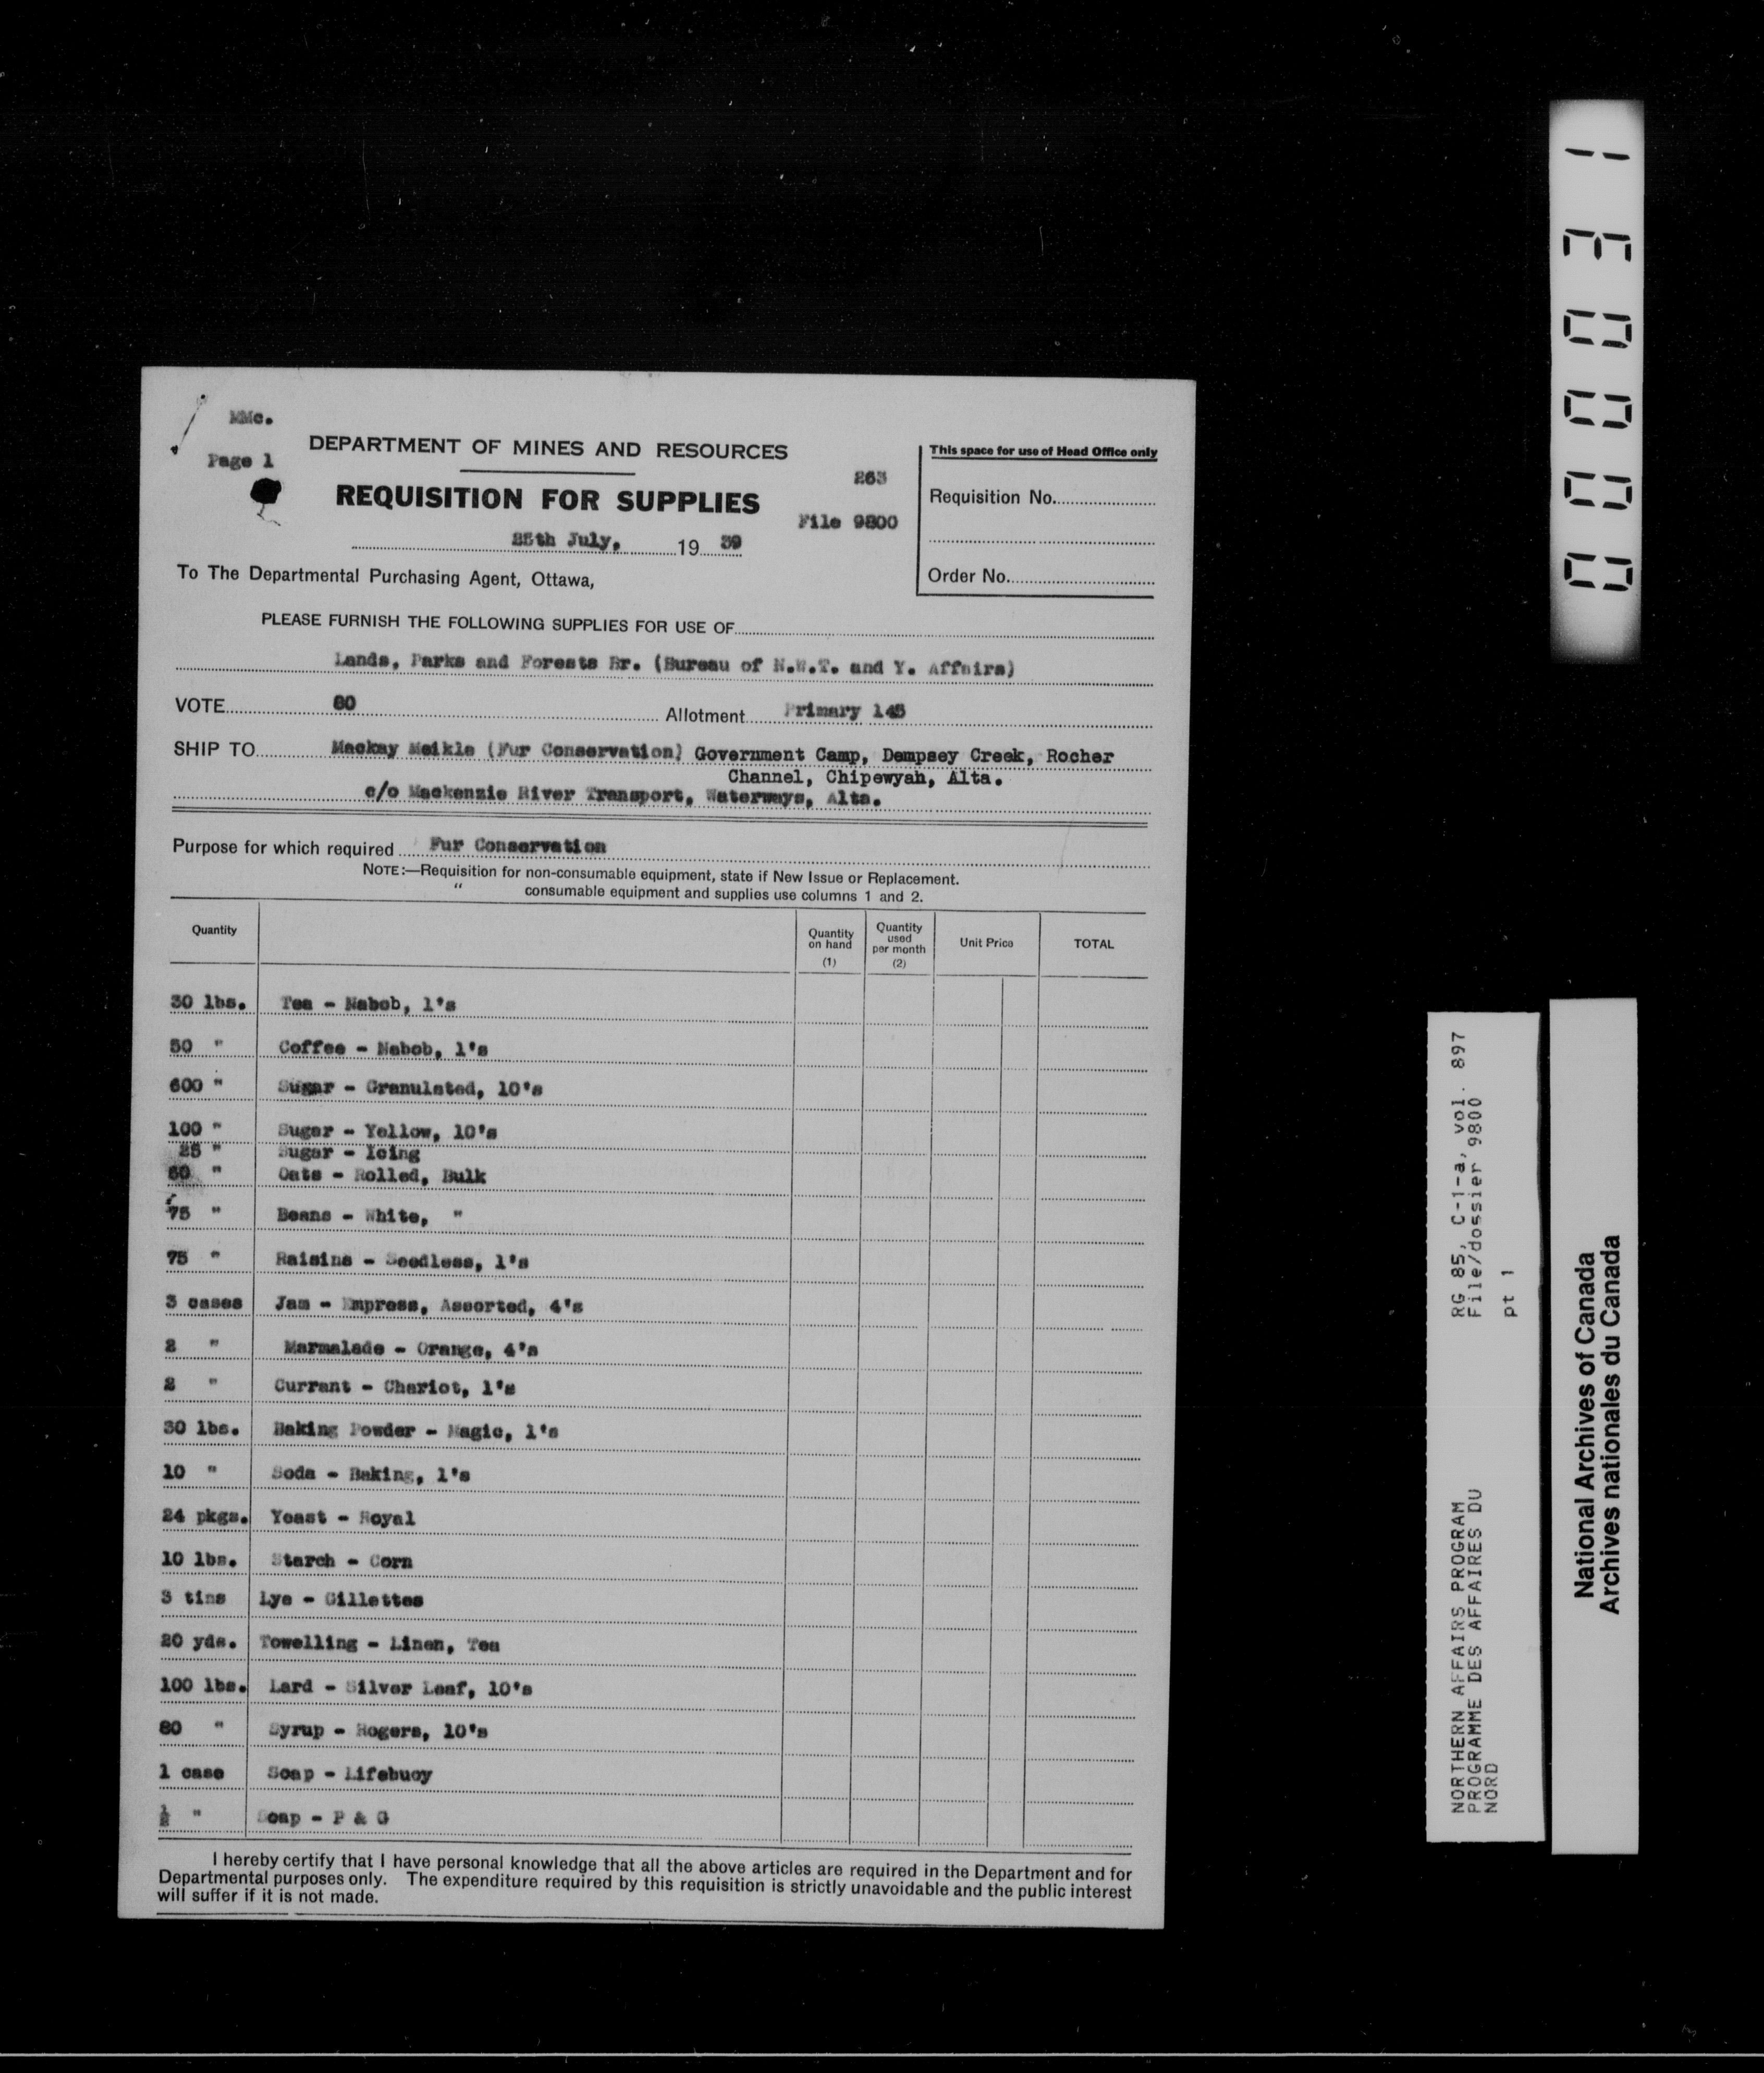 MMc.
Page 1
DEPARTMENT OF MINES AND RESOURCES
REQUISITION FOR SUPPLIES
263
File 9800
25th July, 19 39
This space for use of Head Office only
Requisition No.
Order No.
To The Departmental Purchasing Agent, Ottawa,
PLEASE FURNISH THE FOLLOWING SUPPLIES FOR USE OF
Lands, Parks and Forests Br. (Bureau of N.W.T. and Y. Affairs)
VOTE 80 Allotment Primary 145
SHIP TO Mackay Meikle (Fur Conservation) Government Camp, Dempsey Creek, Rocher
Channel, Chipewyah, Alta.
c/o Mackenzie River Transport, Waterways, Alta.
Purpose for which required Fur Conservation
NOTE:—Requisition for non-consumable equipment, state if New Issue or Replacement.
" consumable equipment and supplies use columns 1 and 2.
Quantity Quantity on hand (1) Quantity used per month (2) Unit Price TOTAL
30 lbs. Tea - Nabob, 1's
50 " Coffee - Nabob, 1's
600 " Sugar - Granulated, 10's
100 " Sugar - Yellow, 10's
25 " Sugar - Icing
60 " Oats - Rolled, Bulk
75 " Beans - White, "
75 " Raisins - Seedless, 1's
3 cases Jam - Empress, Assorted, 4's
2 " Marmalade - Orange, 4's
2 " Currant - Chariot, 1's
30 lbs. Baking Powder - Magic, 1's
10 " Soda - Baking, 1's
24 pkgs. Yeast - Royal
10 lbs. Starch - Corn
3 tins Lye - Gillettes
20 yds. Towelling - Linen, Tea
100 lbs. Lard - Silver Leaf, 10's
80 " Syrup - Rogers, 10's
1 case Soap - Lifebuoy
½ " Soap - P & G
I hereby certify that I have personal knowledge that all the above articles are required in the Department and for
Departmental purposes only. The expenditure required by this requisition is strictly unavoidable and the public interest
will suffer if it is not made.
000031
RG 85, C-1-a, vol. 897
File/dossier 9800
pt 1
NORTHERN AFFAIRS PROGRAM
PROGRAMME DES AFFAIRES DU
NORD
National Archives of Canada
Archives nationales du Canada